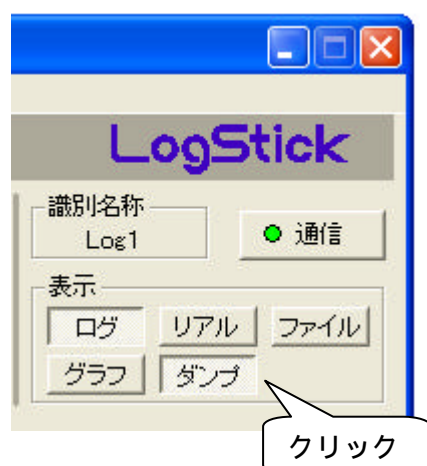 LogStick
識別名称
Log1
通信
表示
ログ リアル ファイル
グラフ ダンプ
クリック